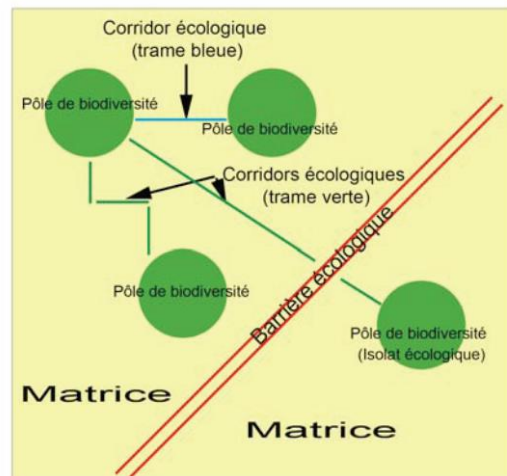 Corridor écologique
(trame bleue)
Pôle de biodiversité
Pôle de biodiversité
Corridors écologiques
(trame verte)
Barrière écologique
Pôle de biodiversité
Pôle de biodiversité
(Isolat écologique)
Matrice
Matrice